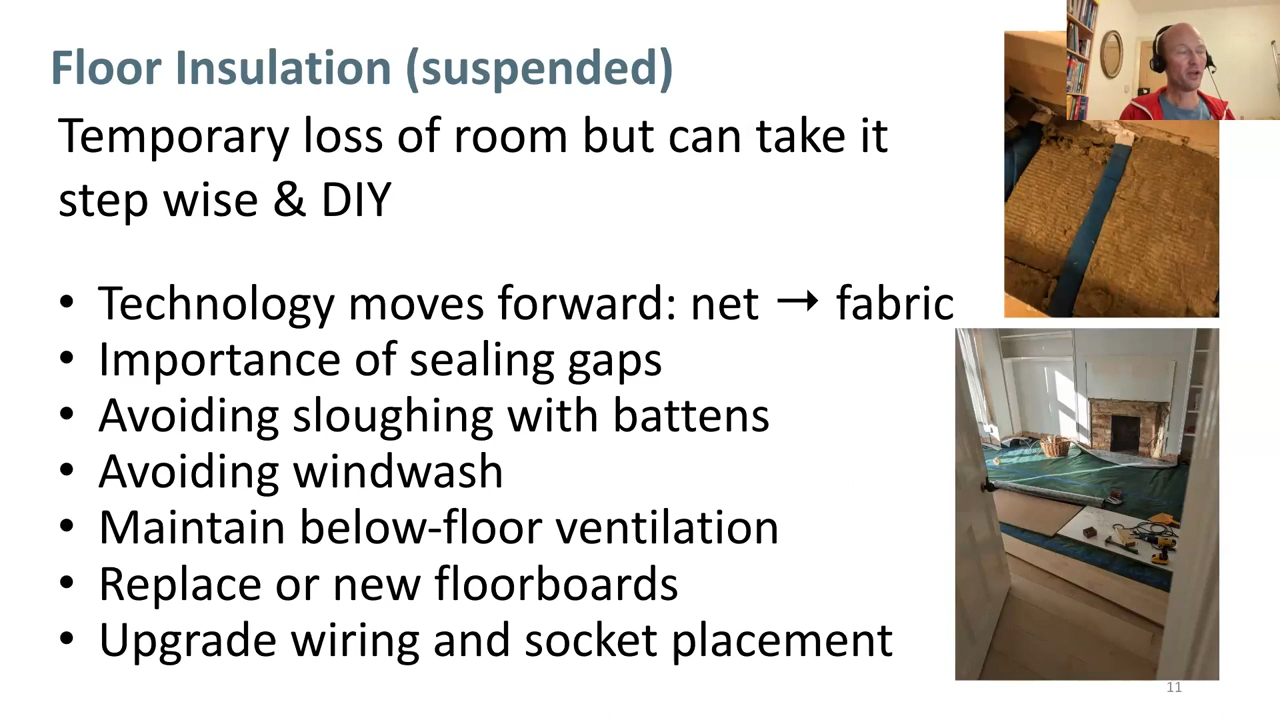 Floor Insulation (suspended)
Temporary loss of room but can take it
step wise & DIY
• Technology moves forward: net → fabric
• Importance of sealing gaps
• Avoiding sloughing with battens
• Avoiding windwash
• Maintain below-floor ventilation
• Replace or new floorboards
• Upgrade wiring and socket placement
11